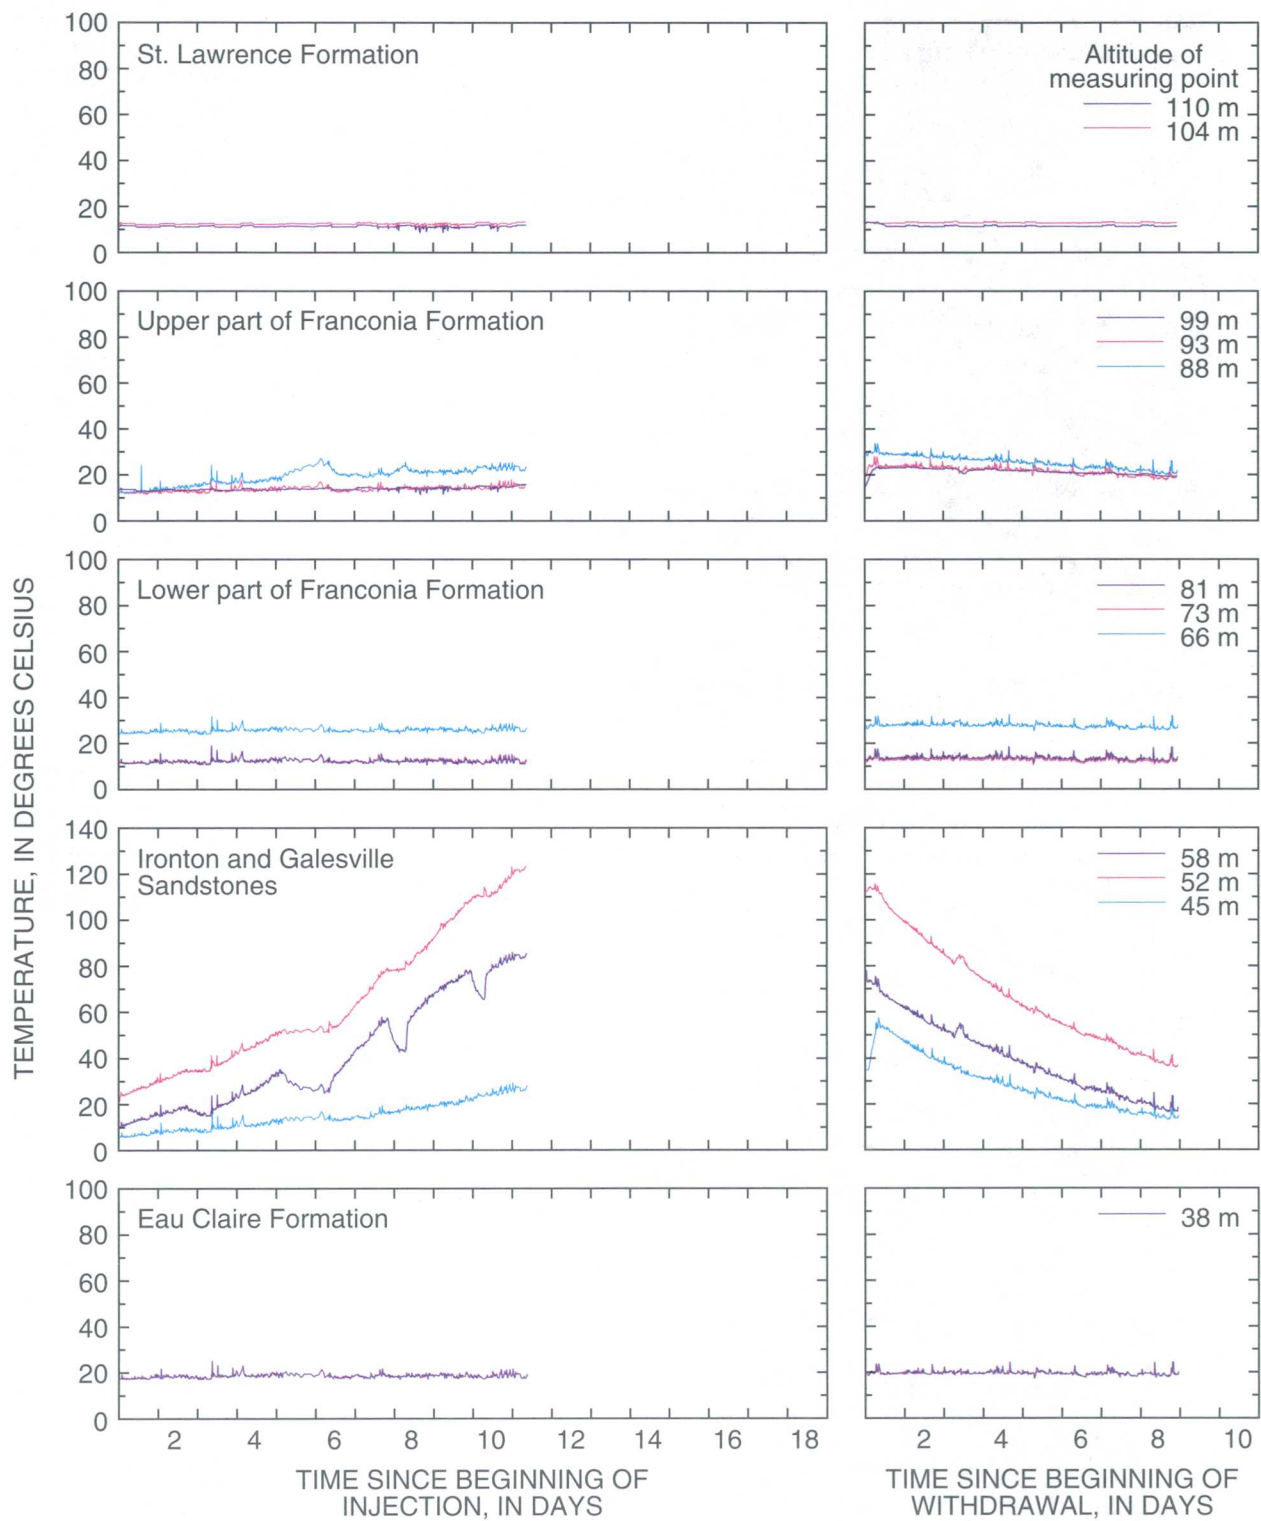 TEMPERATURE, IN DEGREES CELSIUS
100
80
60
40
20
0
St. Lawrence Formation
Altitude of
measuring point
110 m
104 m
100
80
60
40
20
0
Upper part of Franconia Formation
99 m
93 m
88 m
100
80
60
40
20
0
Lower part of Franconia Formation
81 m
73 m
66 m
140
120
100
80
60
40
20
0
Ironton and Galesville
Sandstones
58 m
52 m
45 m
100
80
60
40
20
0
Eau Claire Formation
38 m
2 4 6 8 10 12 14 16 18
TIME SINCE BEGINNING OF
INJECTION, IN DAYS
2 4 6 8 10
TIME SINCE BEGINNING OF
WITHDRAWAL, IN DAYS